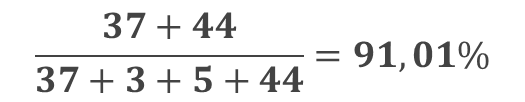 37 + 44
37 + 3 + 5 + 44 = 91,01%